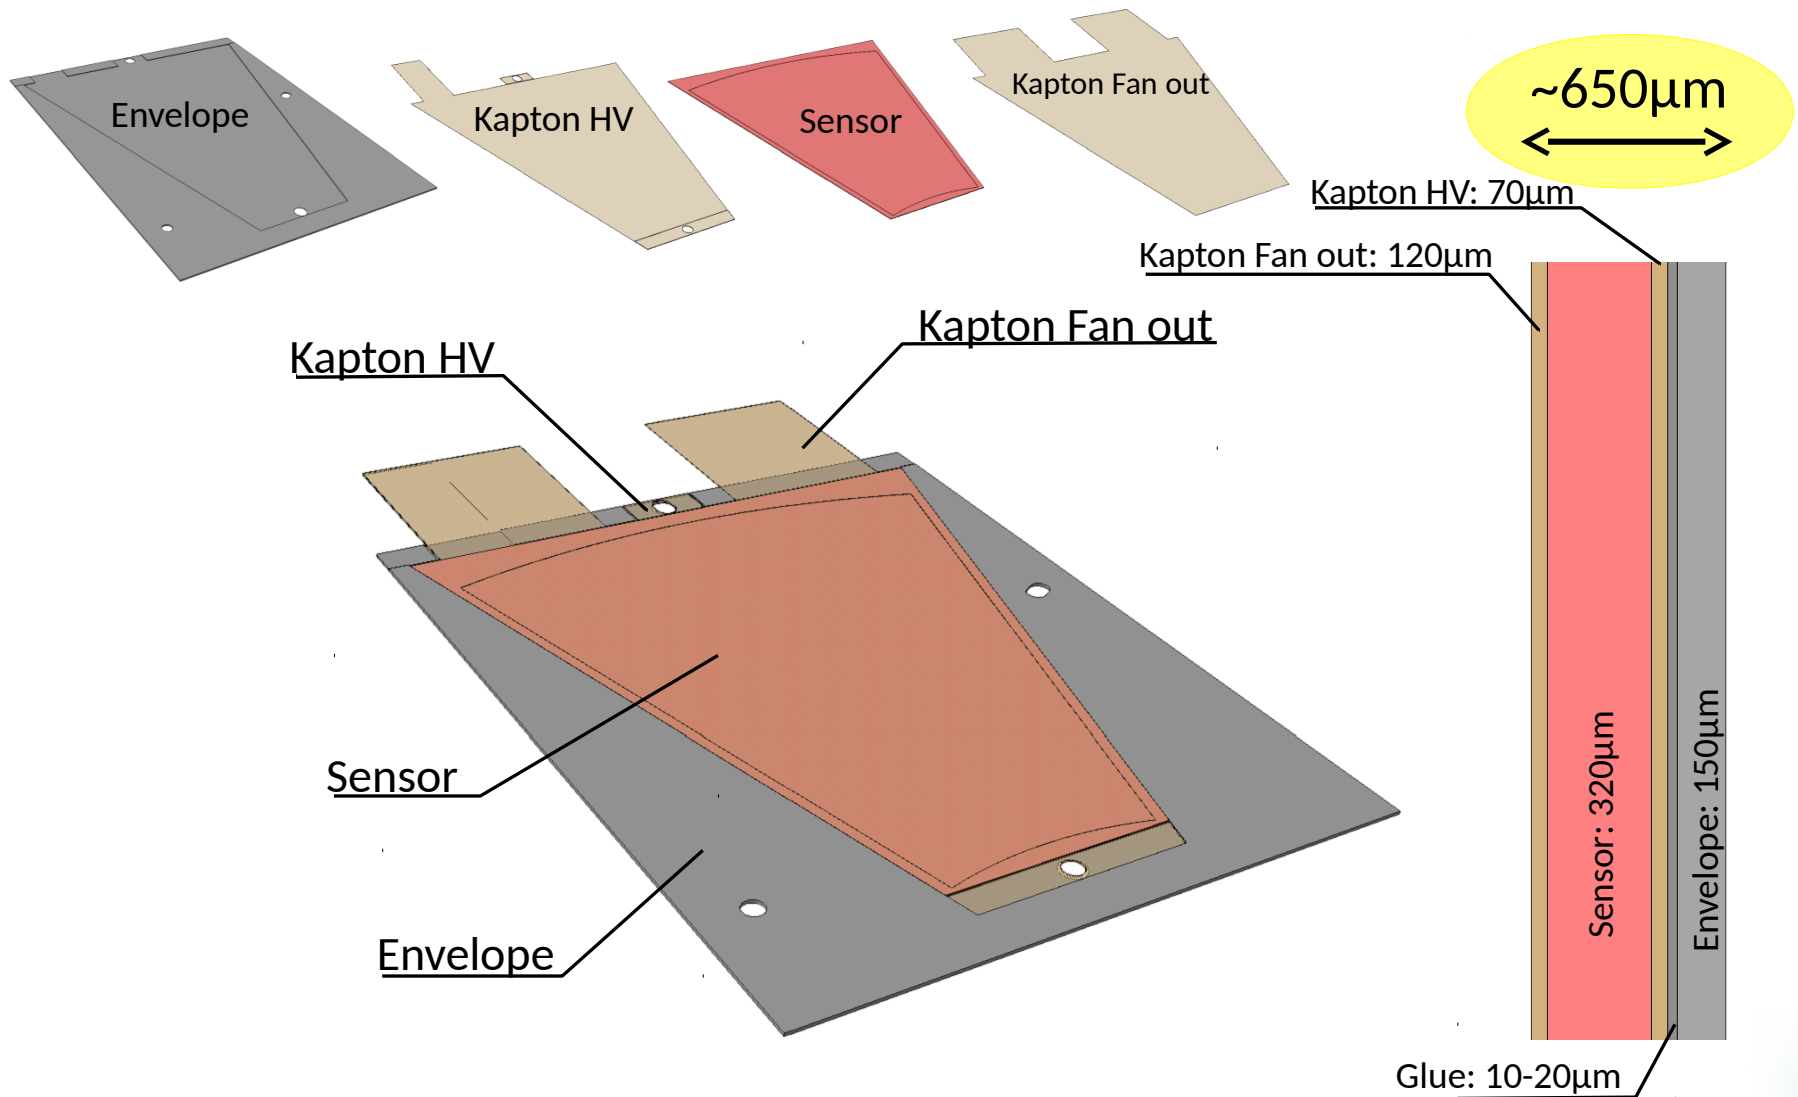 Envelope
Kapton HV
Sensor
Kapton Fan out
~650µm
Kapton HV: 70µm
Kapton Fan out: 120µm
Kapton HV
Kapton Fan out
Sensor
Envelope
Sensor: 320µm
Envelope: 150µm
Glue: 10-20µm